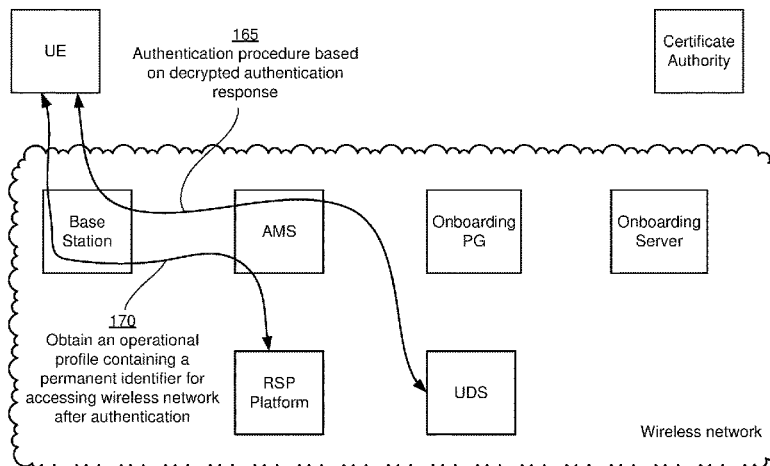 UE
165
Authentication procedure based
on decrypted authentication
response
Certificate
Authority
Base
Station
AMS
Onboarding
PG
Onboarding
Server
170
Obtain an operational
profile containing a
permanent identifier for
accessing wireless network
after authentication
RSP
Platform
UDS
Wireless network